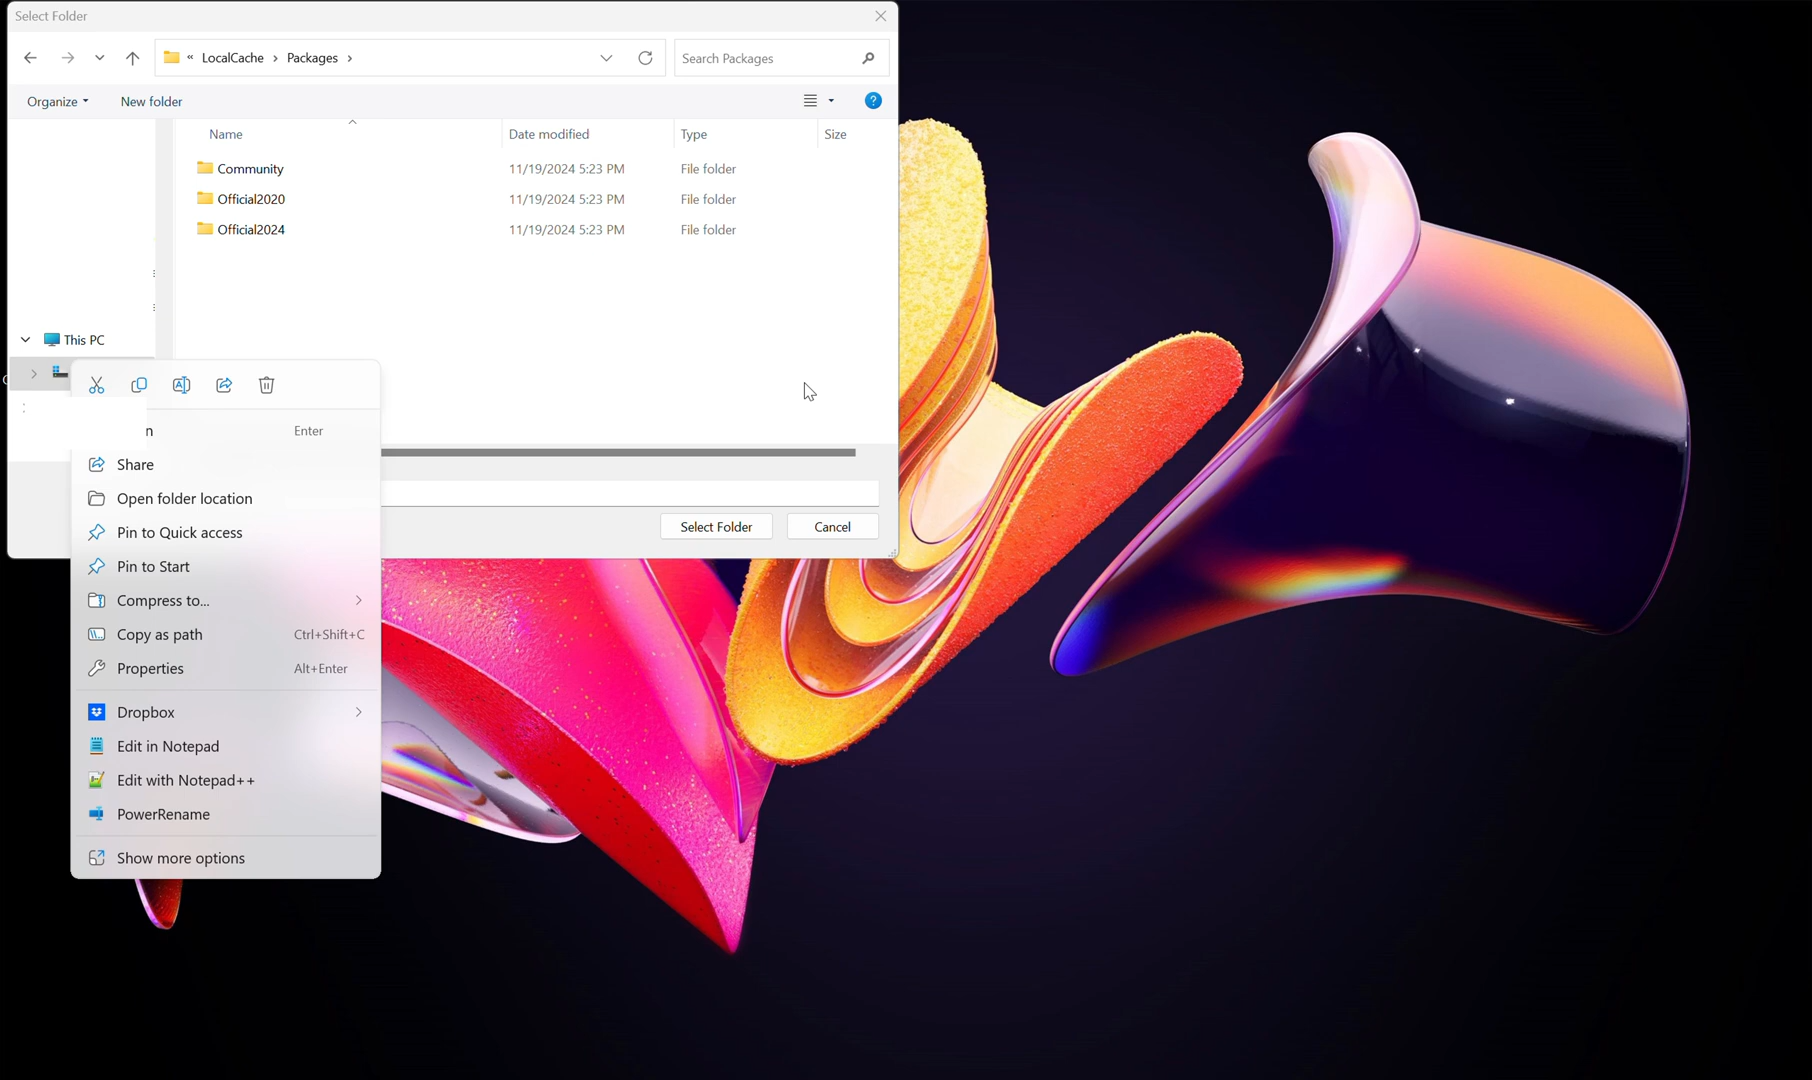 Select Folder
« LocalCache > Packages >
Search Packages
Organize
New folder
Name
Date modified
Type
Size
Community
11/19/2024 5:23 PM
File folder
Official2020
11/19/2024 5:23 PM
File folder
Official2024
11/19/2024 5:23 PM
File folder
This PC
n
Enter
Share
Open folder location
Pin to Quick access
Pin to Start
Compress to...
Copy as path
Ctrl+Shift+C
Properties
Alt+Enter
Dropbox
Edit in Notepad
Edit with Notepad++
PowerRename
Show more options
Select Folder
Cancel